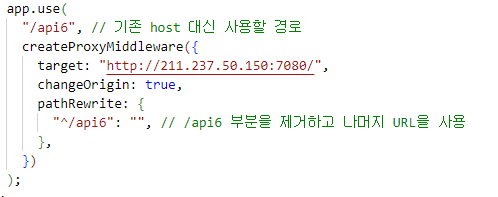 app.use(
"/api6", // 기존 host 대신 사용할 경로
createProxyMiddleware({
target: "http://211.237.50.150:7080/",
changeOrigin: true,
pathRewrite: {
"^/api6": "", // /api6 부분을 제거하고 나머지 URL을 사용
},
})
);